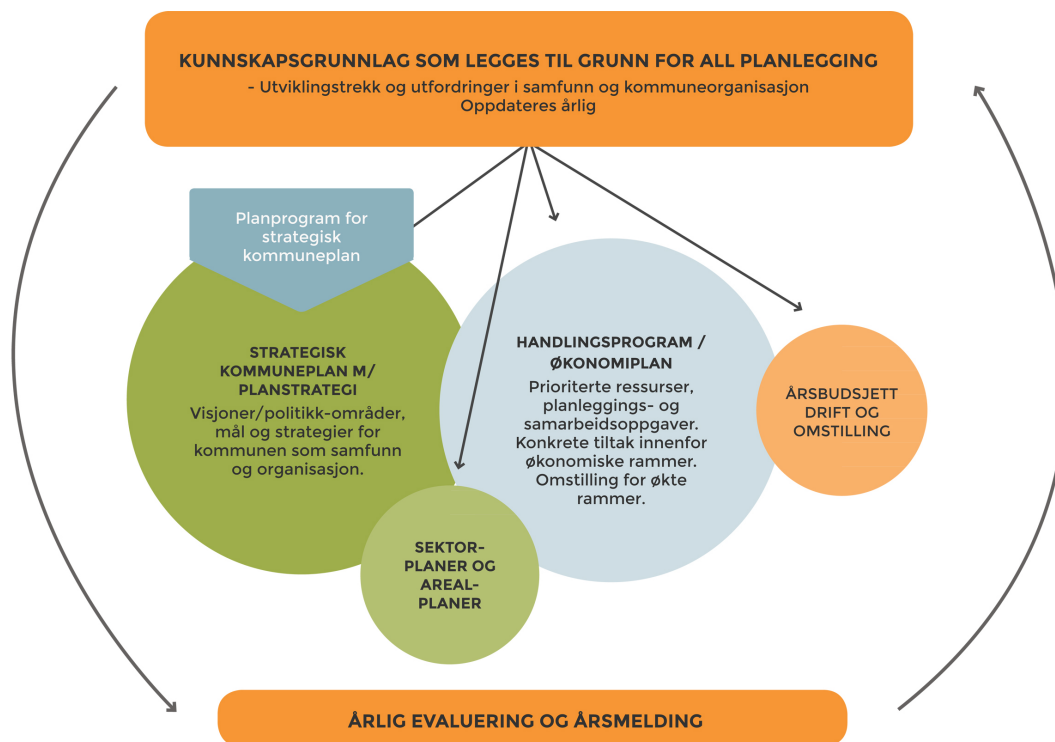 KUNNSKAPSGRUNNLAG SOM LEGGES TIL GRUNN FOR ALL PLANLEGGING
- Utviklingstrekk og utfordringer i samfunn og kommuneorganisasjon
Oppdateres årlig
Planprogram for
strategisk
kommuneplan
STRATEGISK
KOMMUNEPLAN M/
PLANSTRATEGI
Visjoner/politikk-områder,
mål og strategier for
kommunen som samfunn
og organisasjon.
HANDLINGSPROGRAM /
ØKONOMIPLAN
Prioriterte ressurser,
planleggings- og
samarbeidsoppgaver.
Konkrete tiltak innenfor
økonomiske rammer.
Omstilling for økte
rammer.
ÅRSBUDSJETT
DRIFT OG
OMSTILLING
SEKTOR-
PLANER OG
AREAL-
PLANER
ÅRLIG EVALUERING OG ÅRSMELDING